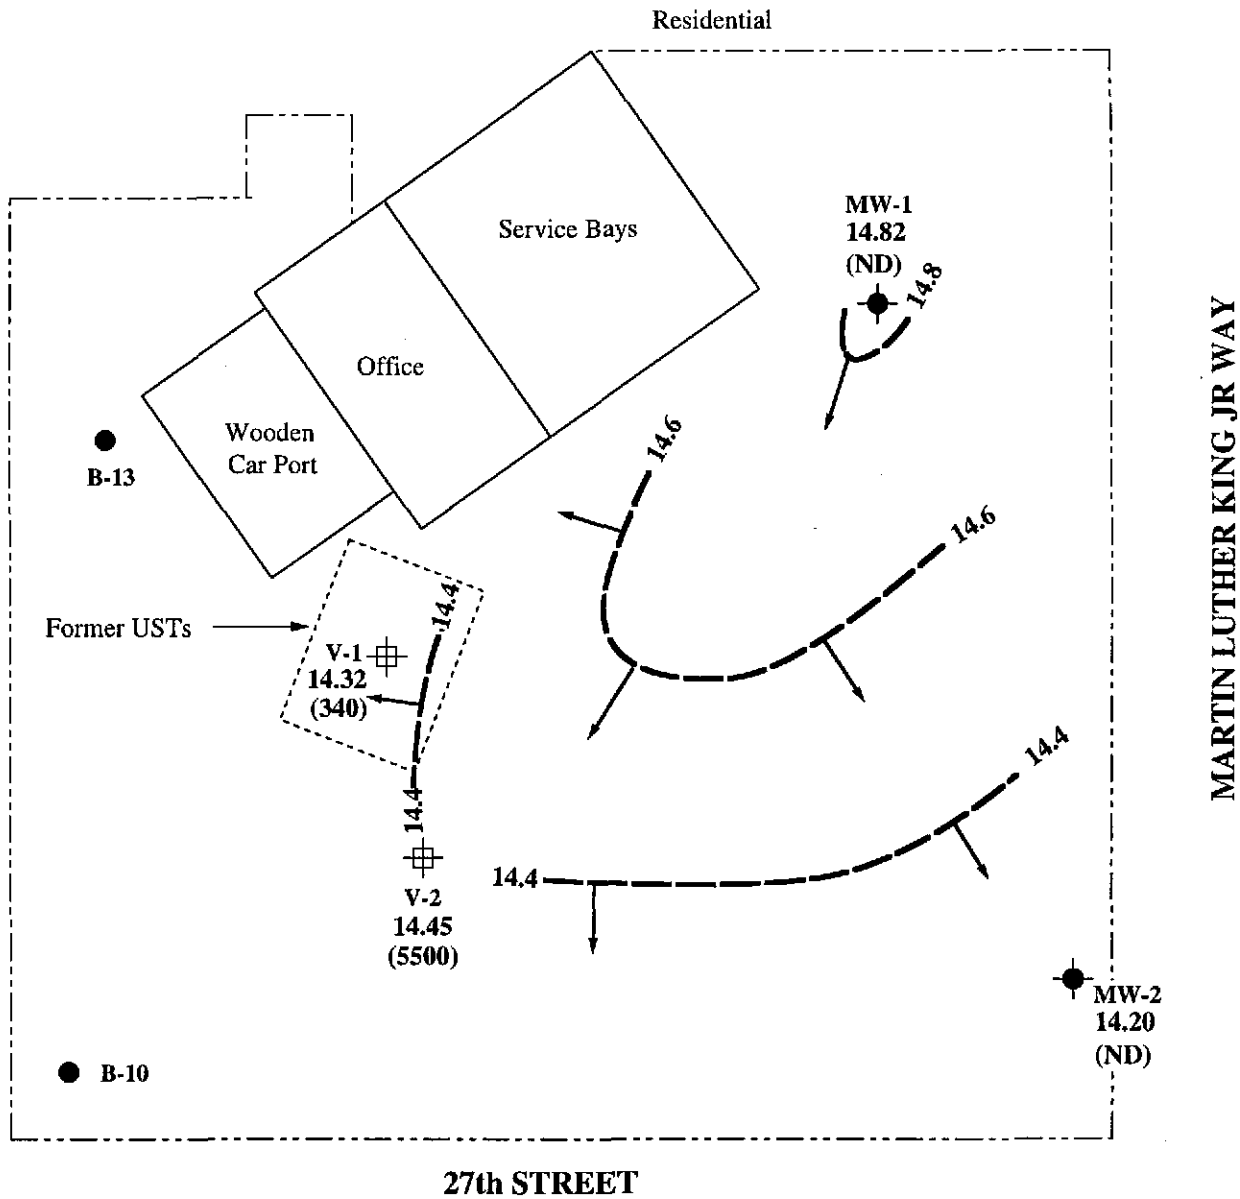 Residential
Service Bays
MW-1
14.82
(ND)
14.8
MARTIN LUTHER KING JR WAY
Office
Wooden
Car Port
B-13
14.6
14.6
14.4
Former USTs
V-1
14.32
(340)
14.4
14.4
14.4
V-2
14.45
(5500)
MW-2
14.20
(ND)
B-10
27th STREET